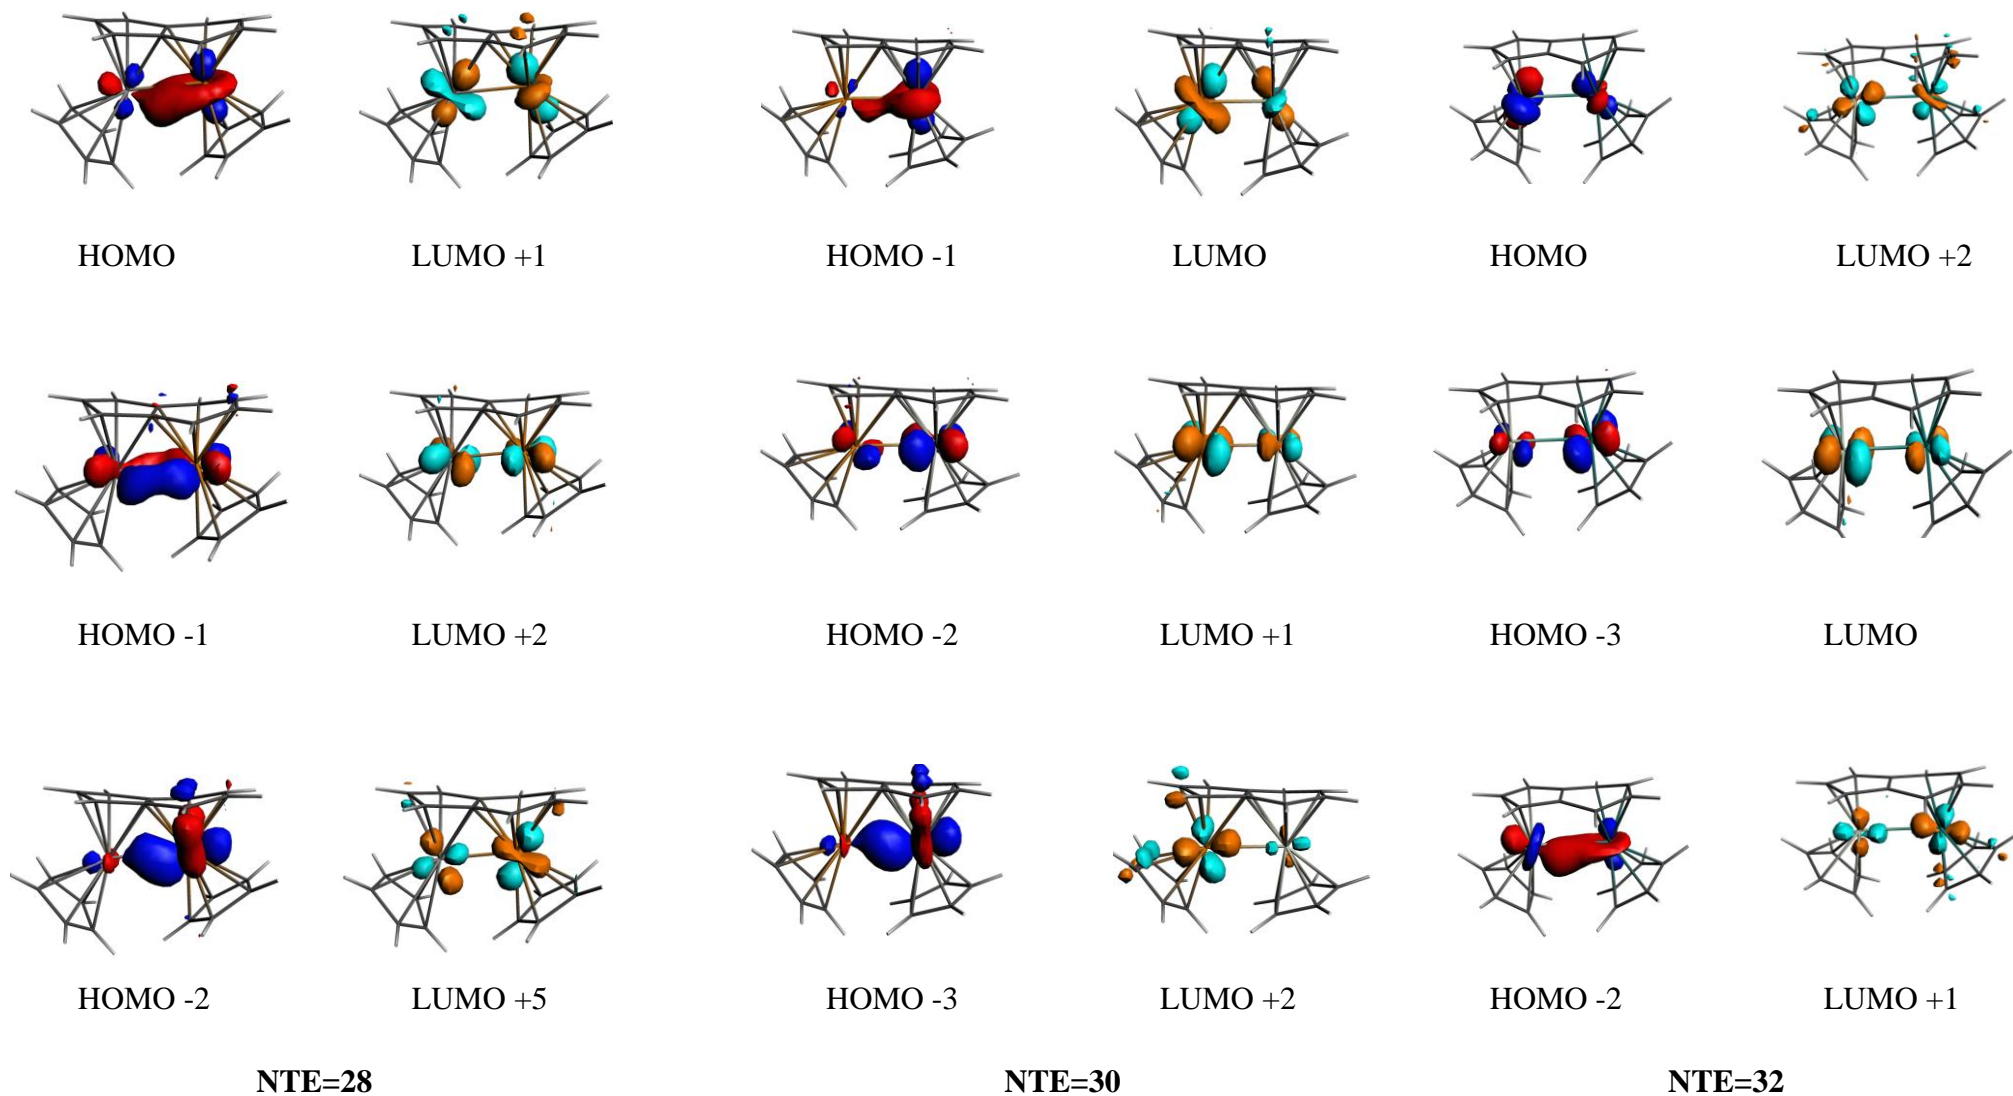 HOMO LUMO +1 HOMO -1 LUMO HOMO LUMO +2
HOMO -1 LUMO +2 HOMO -2 LUMO +1 HOMO -3 LUMO
HOMO -2 LUMO +5 HOMO -3 LUMO +2 HOMO -2 LUMO +1
NTE=28 NTE=30 NTE=32